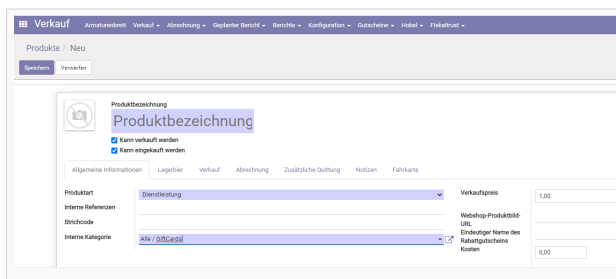 Verkauf Armaturenbrett Verkauf Abrechnung Geplanter Bericht Berichte Konfiguration Gutscheine Hobel Fiskaltrust
Produkte / Neu
Speichern Verwerfen
Produktbezeichnung
Produktbezeichnung
Kann verkauft werden
Kann eingekauft werden
Allgemeine Informationen Lagerbier Verkauf Abrechnung Zusätzliche Quittung Notizen Fahrkarte
Produktart Dienstleistung Verkaufspreis 1,00
Interne Referenzen
Strichcode
Interne Kategorie Alle / GiftCards
Webshop-Produktbild-
URL
Eindeutiger Name des
Rabattgutscheins
Kosten 0,00